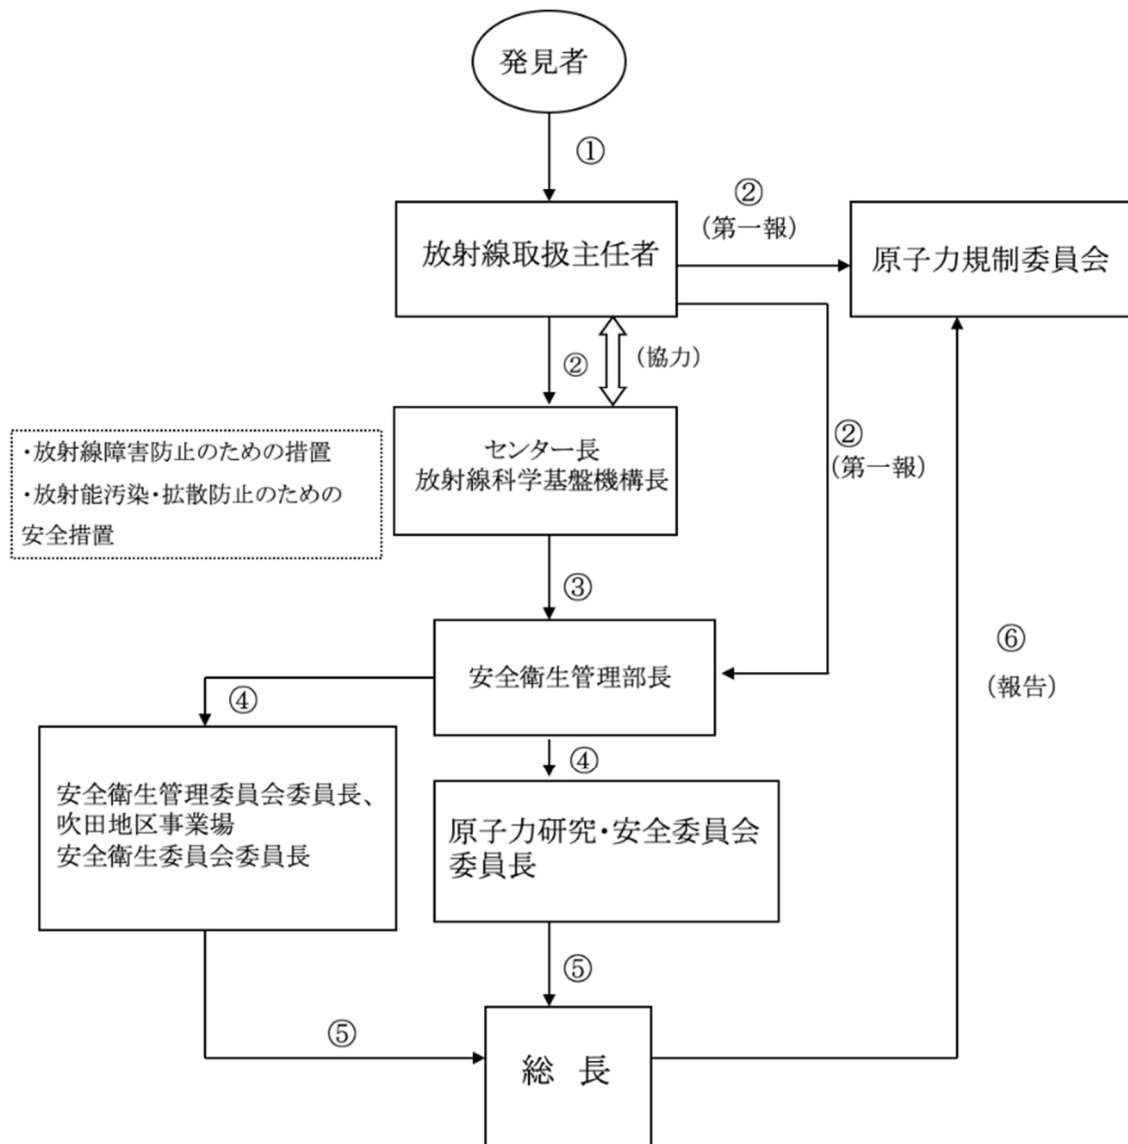 発見者
①
放射線取扱主任者
②
(第一報)
原子力規制委員会
②
(協力)
センター長
放射線科学基盤機構長
②
(第一報)
・放射線障害防止のための措置
・放射能汚染・拡散防止のための
安全措置
③
安全衛生管理部長
⑥
(報告)
④
④
安全衛生管理委員会委員長、
吹田地区事業場
安全衛生委員会委員長
原子力研究・安全委員会
委員長
⑤
⑤
総 長